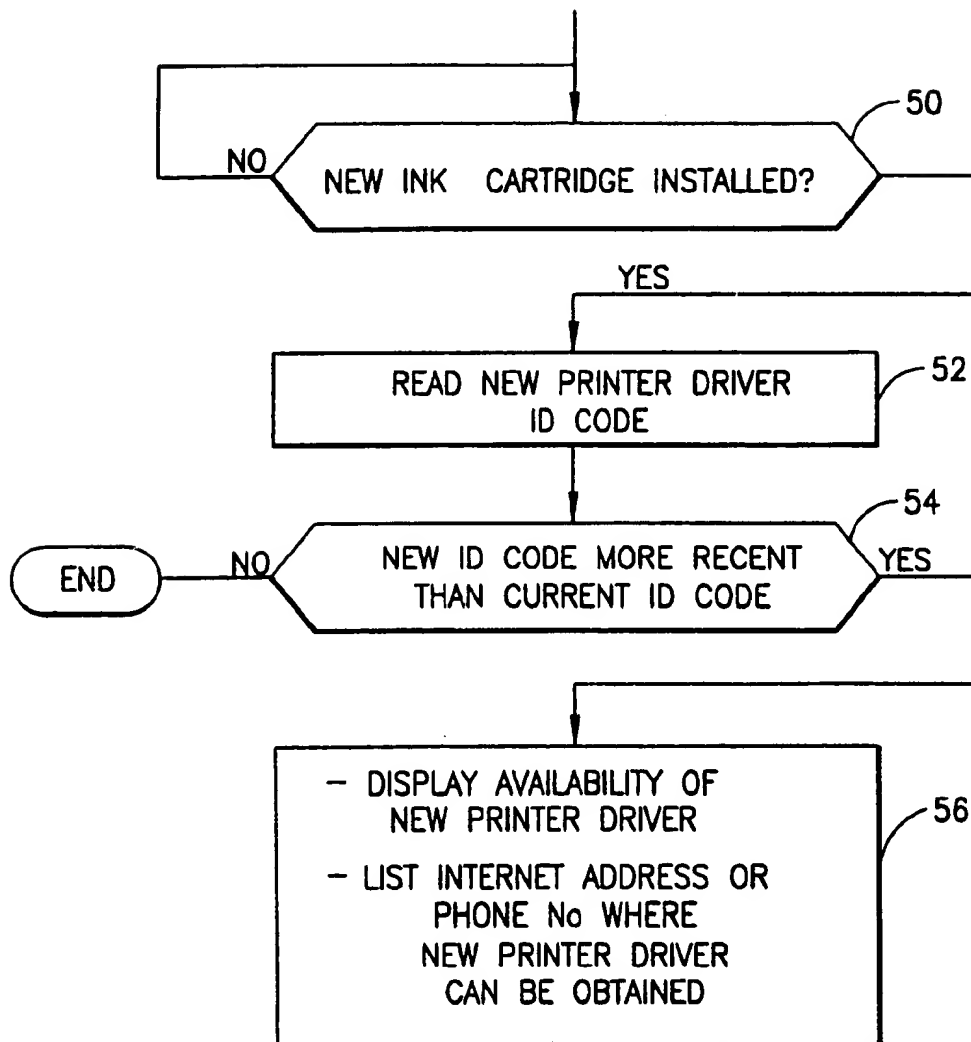 50
NO
NEW INK CARTRIDGE INSTALLED?
YES
READ NEW PRINTER DRIVER
ID CODE
52
54
END
NO
NEW ID CODE MORE RECENT
THAN CURRENT ID CODE
YES
– DISPLAY AVAILABILITY OF
NEW PRINTER DRIVER
– LIST INTERNET ADDRESS OR
PHONE No WHERE
NEW PRINTER DRIVER
CAN BE OBTAINED
56